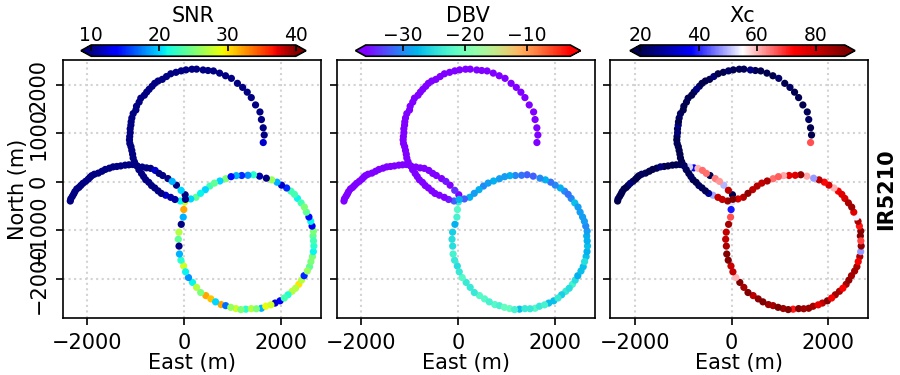 SNR DBV Xc
10 20 30 40 −30 −20 −10 20 40 60 80
2000
1000
0
−1000
−2000
North (m)
IR5210
−2000 0 2000 −2000 0 2000 −2000 0 2000
East (m) East (m) East (m)